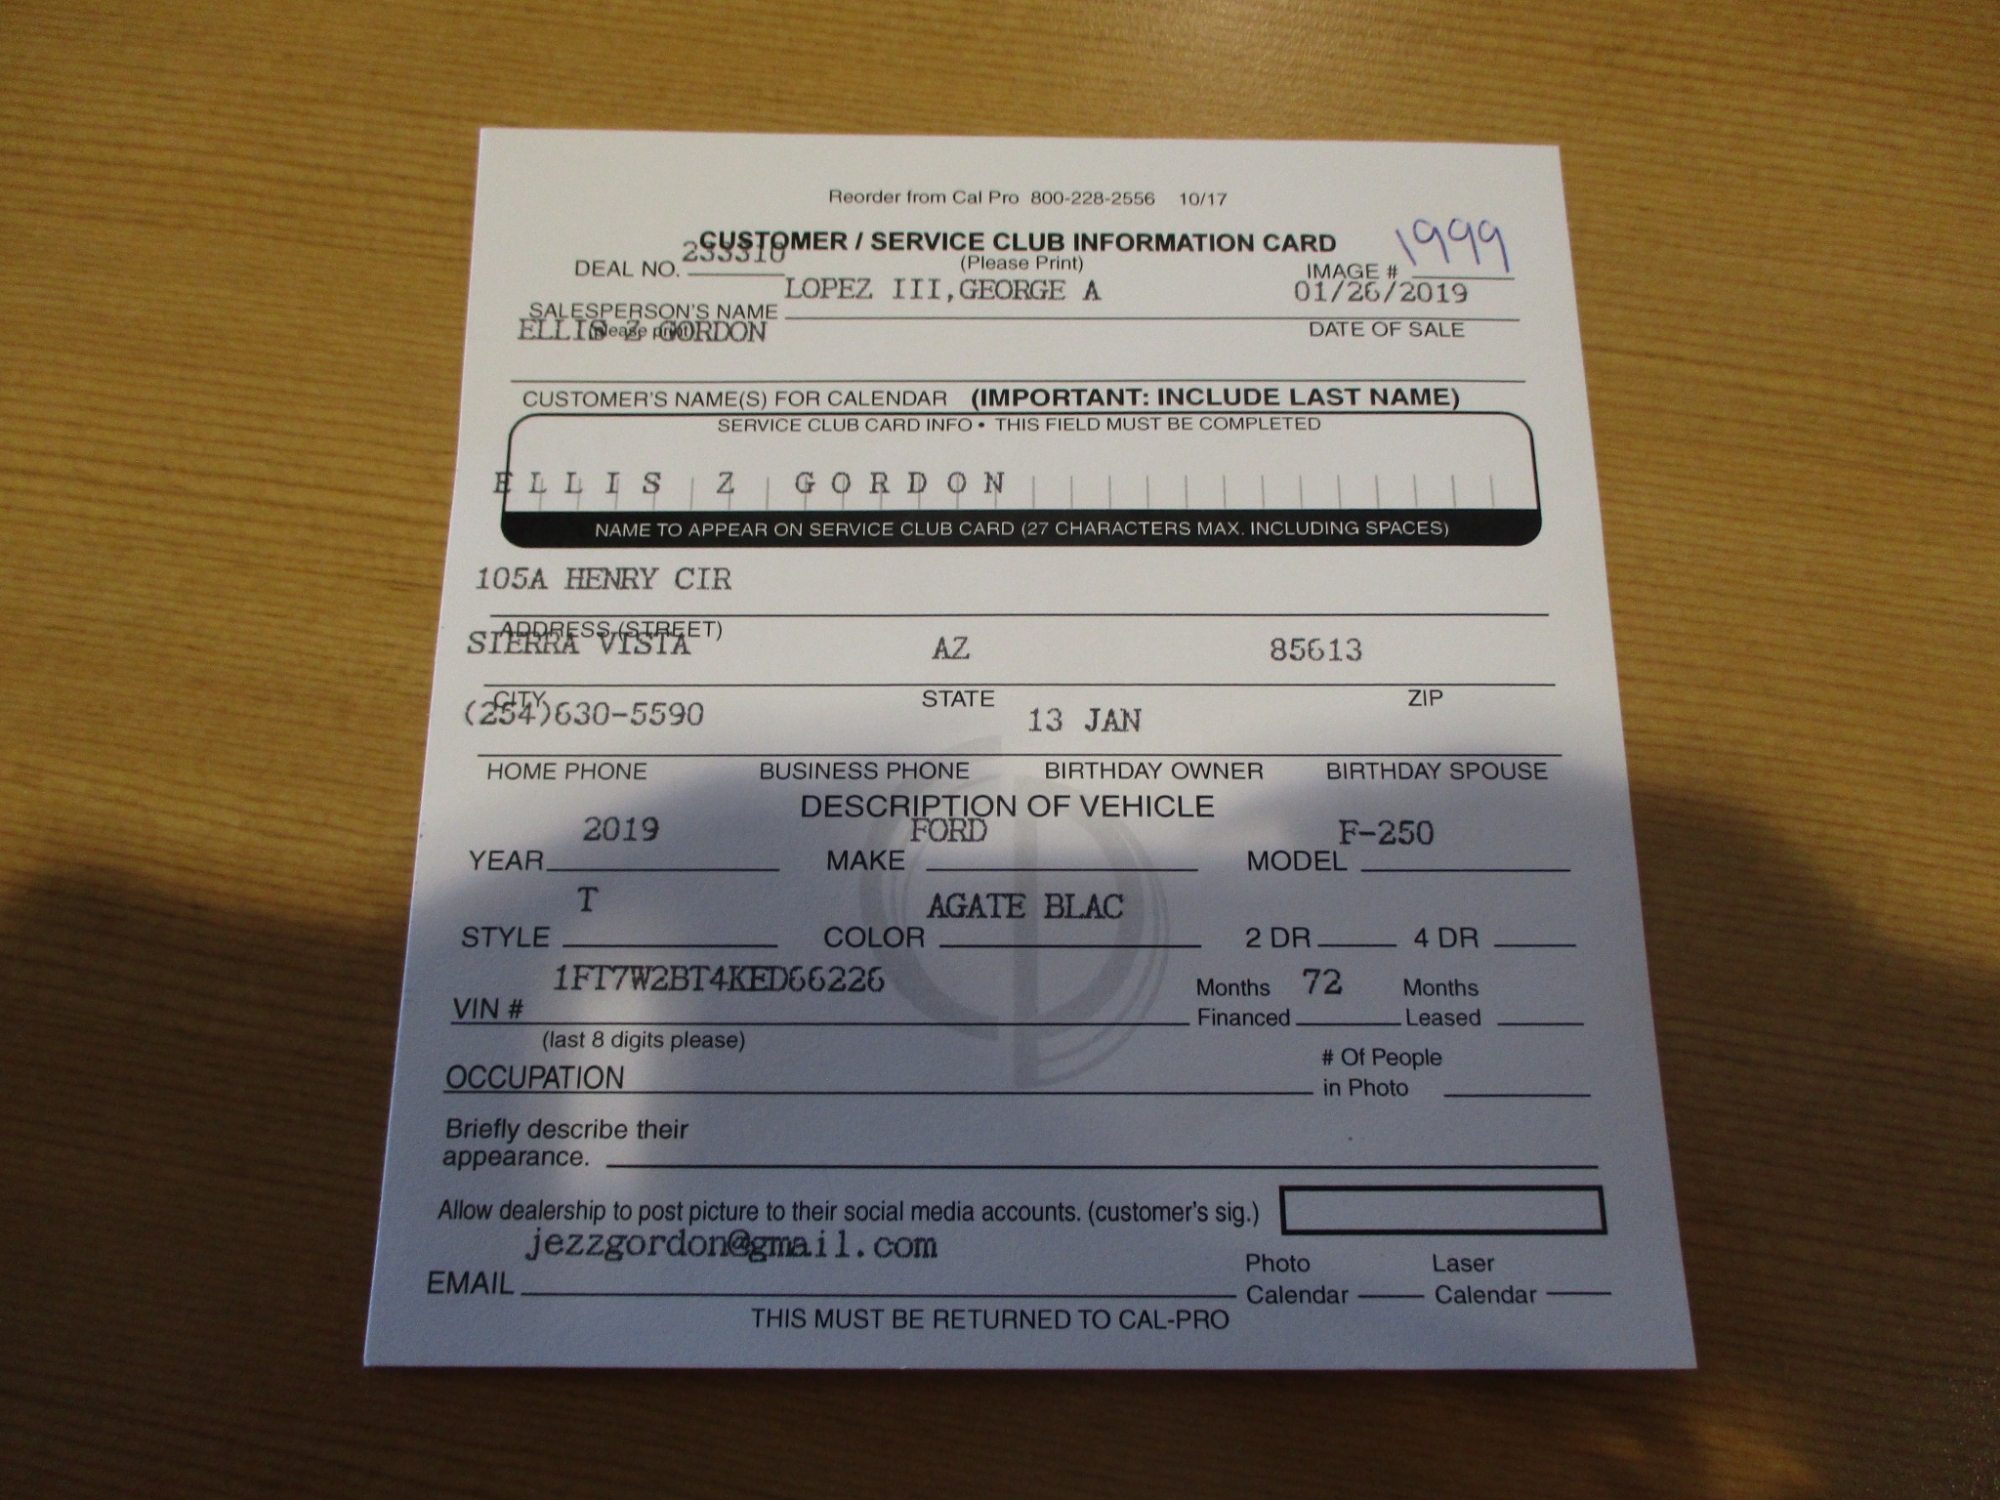 Reorder from Cal Pro 800-228-2556 10/17
CUSTOMER / SERVICE CLUB INFORMATION CARD
(Please Print)
DEAL NO. 233310
IMAGE # 1999
LOPEZ III,GEORGE A 01/26/2019
SALESPERSON'S NAME
(please print)
DATE OF SALE
ELLIS Z GORDON
CUSTOMER'S NAME(S) FOR CALENDAR (IMPORTANT: INCLUDE LAST NAME)
SERVICE CLUB CARD INFO • THIS FIELD MUST BE COMPLETED
ELLIS Z GORDON
NAME TO APPEAR ON SERVICE CLUB CARD (27 CHARACTERS MAX. INCLUDING SPACES)
105A HENRY CIR
ADDRESS (STREET)
SIERRA VISTA AZ 85613
CITY STATE ZIP
(254)630-5590 13 JAN
HOME PHONE BUSINESS PHONE BIRTHDAY OWNER BIRTHDAY SPOUSE
DESCRIPTION OF VEHICLE
2019 FORD F-250
YEAR MAKE MODEL
T AGATE BLAC
STYLE COLOR 2 DR 4 DR
1FT7W2BT4KED66226
VIN #
(last 8 digits please)
Months 72 Months
Financed Leased
OCCUPATION
# Of People
in Photo
Briefly describe their
appearance.
Allow dealership to post picture to their social media accounts. (customer's sig.)
jezzgordon@gmail.com
EMAIL
Photo Laser
Calendar Calendar
THIS MUST BE RETURNED TO CAL-PRO